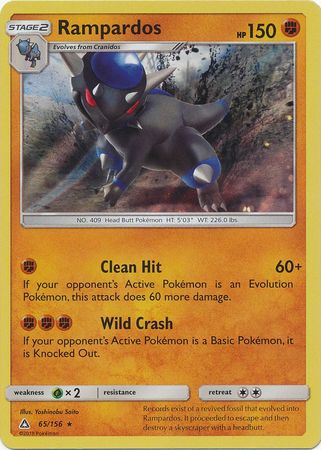 STAGE 2 Rampardos HP 150
Evolves from Cranidos
NO. 409 Head Butt Pokémon HT: 5'03" WT: 226.0 lbs.
Clean Hit 60+
If your opponent's Active Pokémon is an Evolution
Pokémon, this attack does 60 more damage.
Wild Crash
If your opponent's Active Pokémon is a Basic Pokémon, it
is Knocked Out.
weakness × 2 resistance retreat
Illus. Yoshinobu Saito
65/156 ★
Records exist of a revived fossil that evolved into
Rampardos. It proceeded to escape and then
destroy a skyscraper with a headbutt.